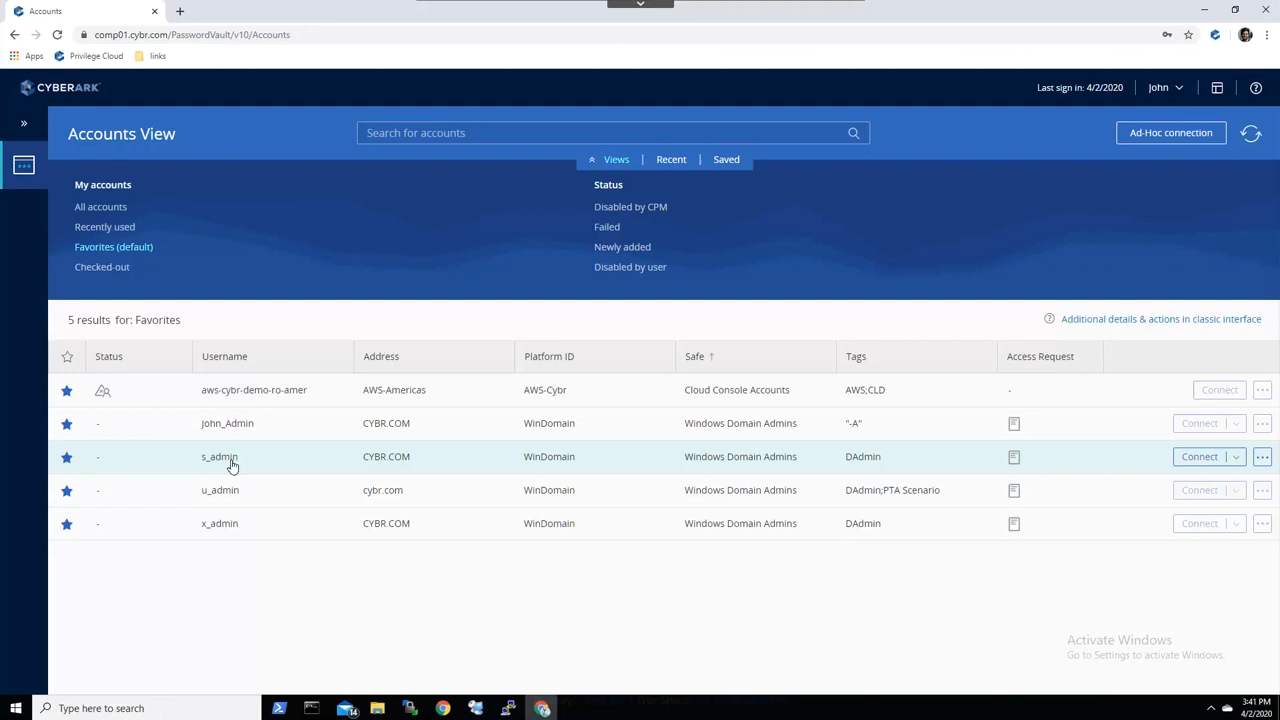 Accounts
comp01.cybr.com/PasswordVault/v10/Accounts
Apps Privilege Cloud links
CYBERARK
Last sign in: 4/2/2020 John
Accounts View
Search for accounts
Ad-Hoc connection
Views Recent Saved
My accounts Status
All accounts Disabled by CPM
Recently used Failed
Favorites (default) Newly added
Checked-out Disabled by user
5 results for: Favorites
Additional details & actions in classic interface
Status Username Address Platform ID Safe ↑ Tags Access Request
aws-cybr-demo-ro-amer AWS-Americas AWS-Cybr Cloud Console Accounts AWS;CLD - Connect ...
- John_Admin CYBR.COM WinDomain Windows Domain Admins "-A" Connect ...
- s_admin CYBR.COM WinDomain Windows Domain Admins DAdmin Connect ...
- u_admin cybr.com WinDomain Windows Domain Admins DAdmin;PTA Scenario Connect ...
- x_admin CYBR.COM WinDomain Windows Domain Admins DAdmin Connect ...
Activate Windows
Go to Settings to activate Windows.
Type here to search
14
3:41 PM
4/2/2020